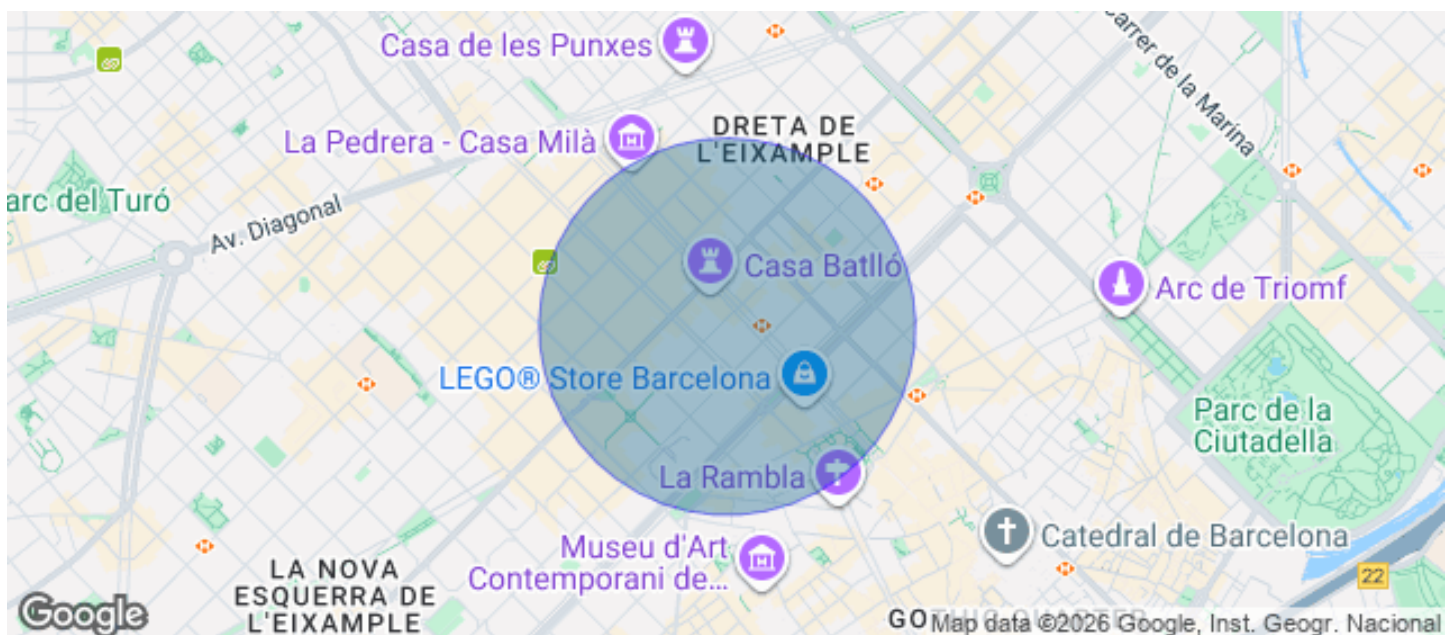 Casa de les Punxes
Carrer de la Marina
La Pedrera - Casa Milà
DRETA DE
L'EIXAMPLE
arc del Turó
Av. Diagonal
Casa Batlló
Arc de Triomf
LEGO® Store Barcelona
Parc de la
Ciutadella
La Rambla
Catedral de Barcelona
Museu d'Art
Contemporani de...
LA NOVA
ESQUERRA DE
L'EIXAMPLE
22
Google
Map data ©2026 Google, Inst. Geogr. Nacional